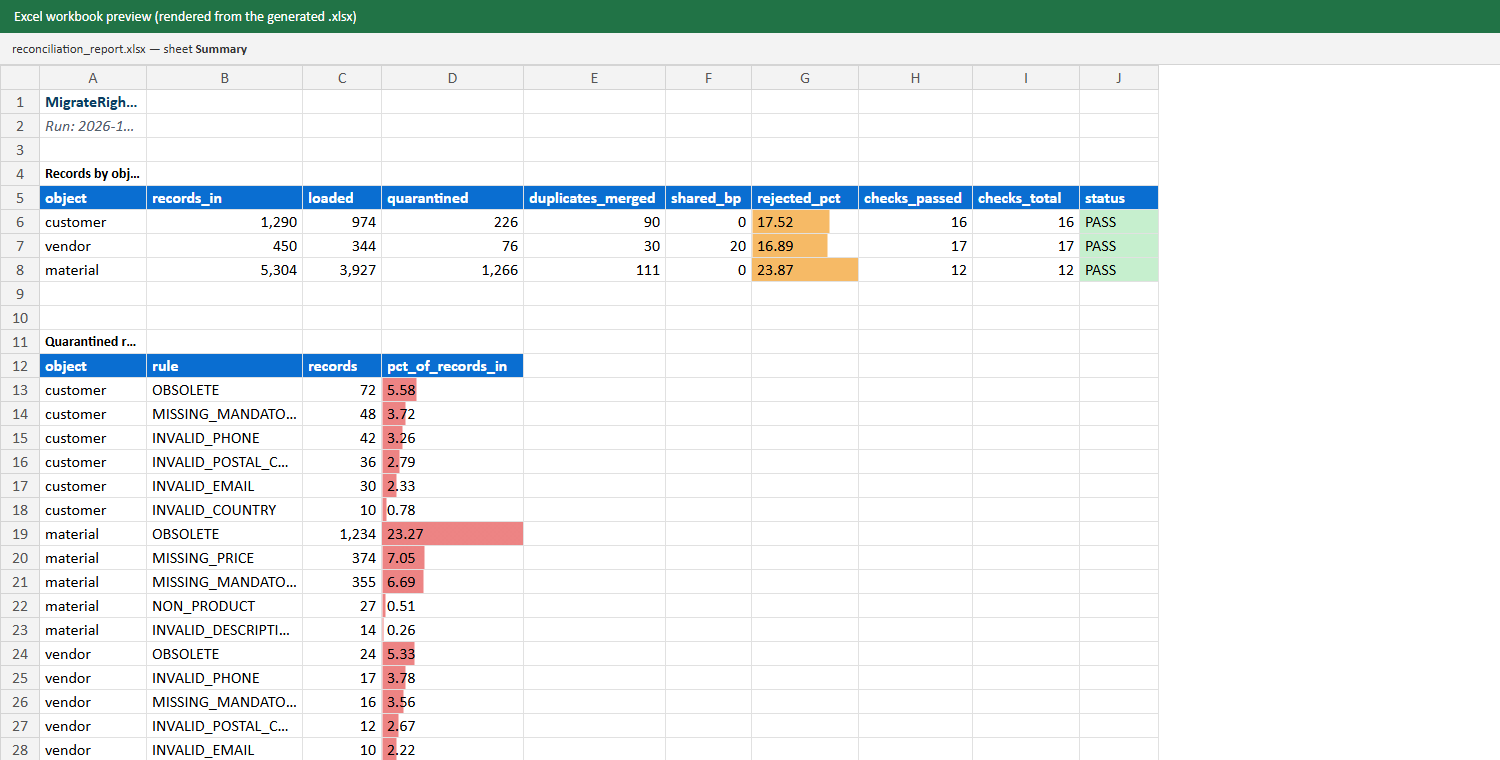 Excel workbook preview (rendered from the generated .xlsx)
reconciliation_report.xlsx — sheet Summary
A B C D E F G H I J
1 MigrateRigh...
2 Run: 2026-1...
3
4 Records by obj...
5 object records_in loaded quarantined duplicates_merged shared_bp rejected_pct checks_passed checks_total status
6 customer 1,290 974 226 90 0 17.52 16 16 PASS
7 vendor 450 344 76 30 20 16.89 17 17 PASS
8 material 5,304 3,927 1,266 111 0 23.87 12 12 PASS
9
10
11 Quarantined r...
12 object rule records pct_of_records_in
13 customer OBSOLETE 72 5.58
14 customer MISSING_MANDATO... 48 3.72
15 customer INVALID_PHONE 42 3.26
16 customer INVALID_POSTAL_C... 36 2.79
17 customer INVALID_EMAIL 30 2.33
18 customer INVALID_COUNTRY 10 0.78
19 material OBSOLETE 1,234 23.27
20 material MISSING_PRICE 374 7.05
21 material MISSING_MANDATO... 355 6.69
22 material NON_PRODUCT 27 0.51
23 material INVALID_DESCRIPTI... 14 0.26
24 vendor OBSOLETE 24 5.33
25 vendor INVALID_PHONE 17 3.78
26 vendor MISSING_MANDATO... 16 3.56
27 vendor INVALID_POSTAL_C... 12 2.67
28 vendor INVALID_EMAIL 10 2.22